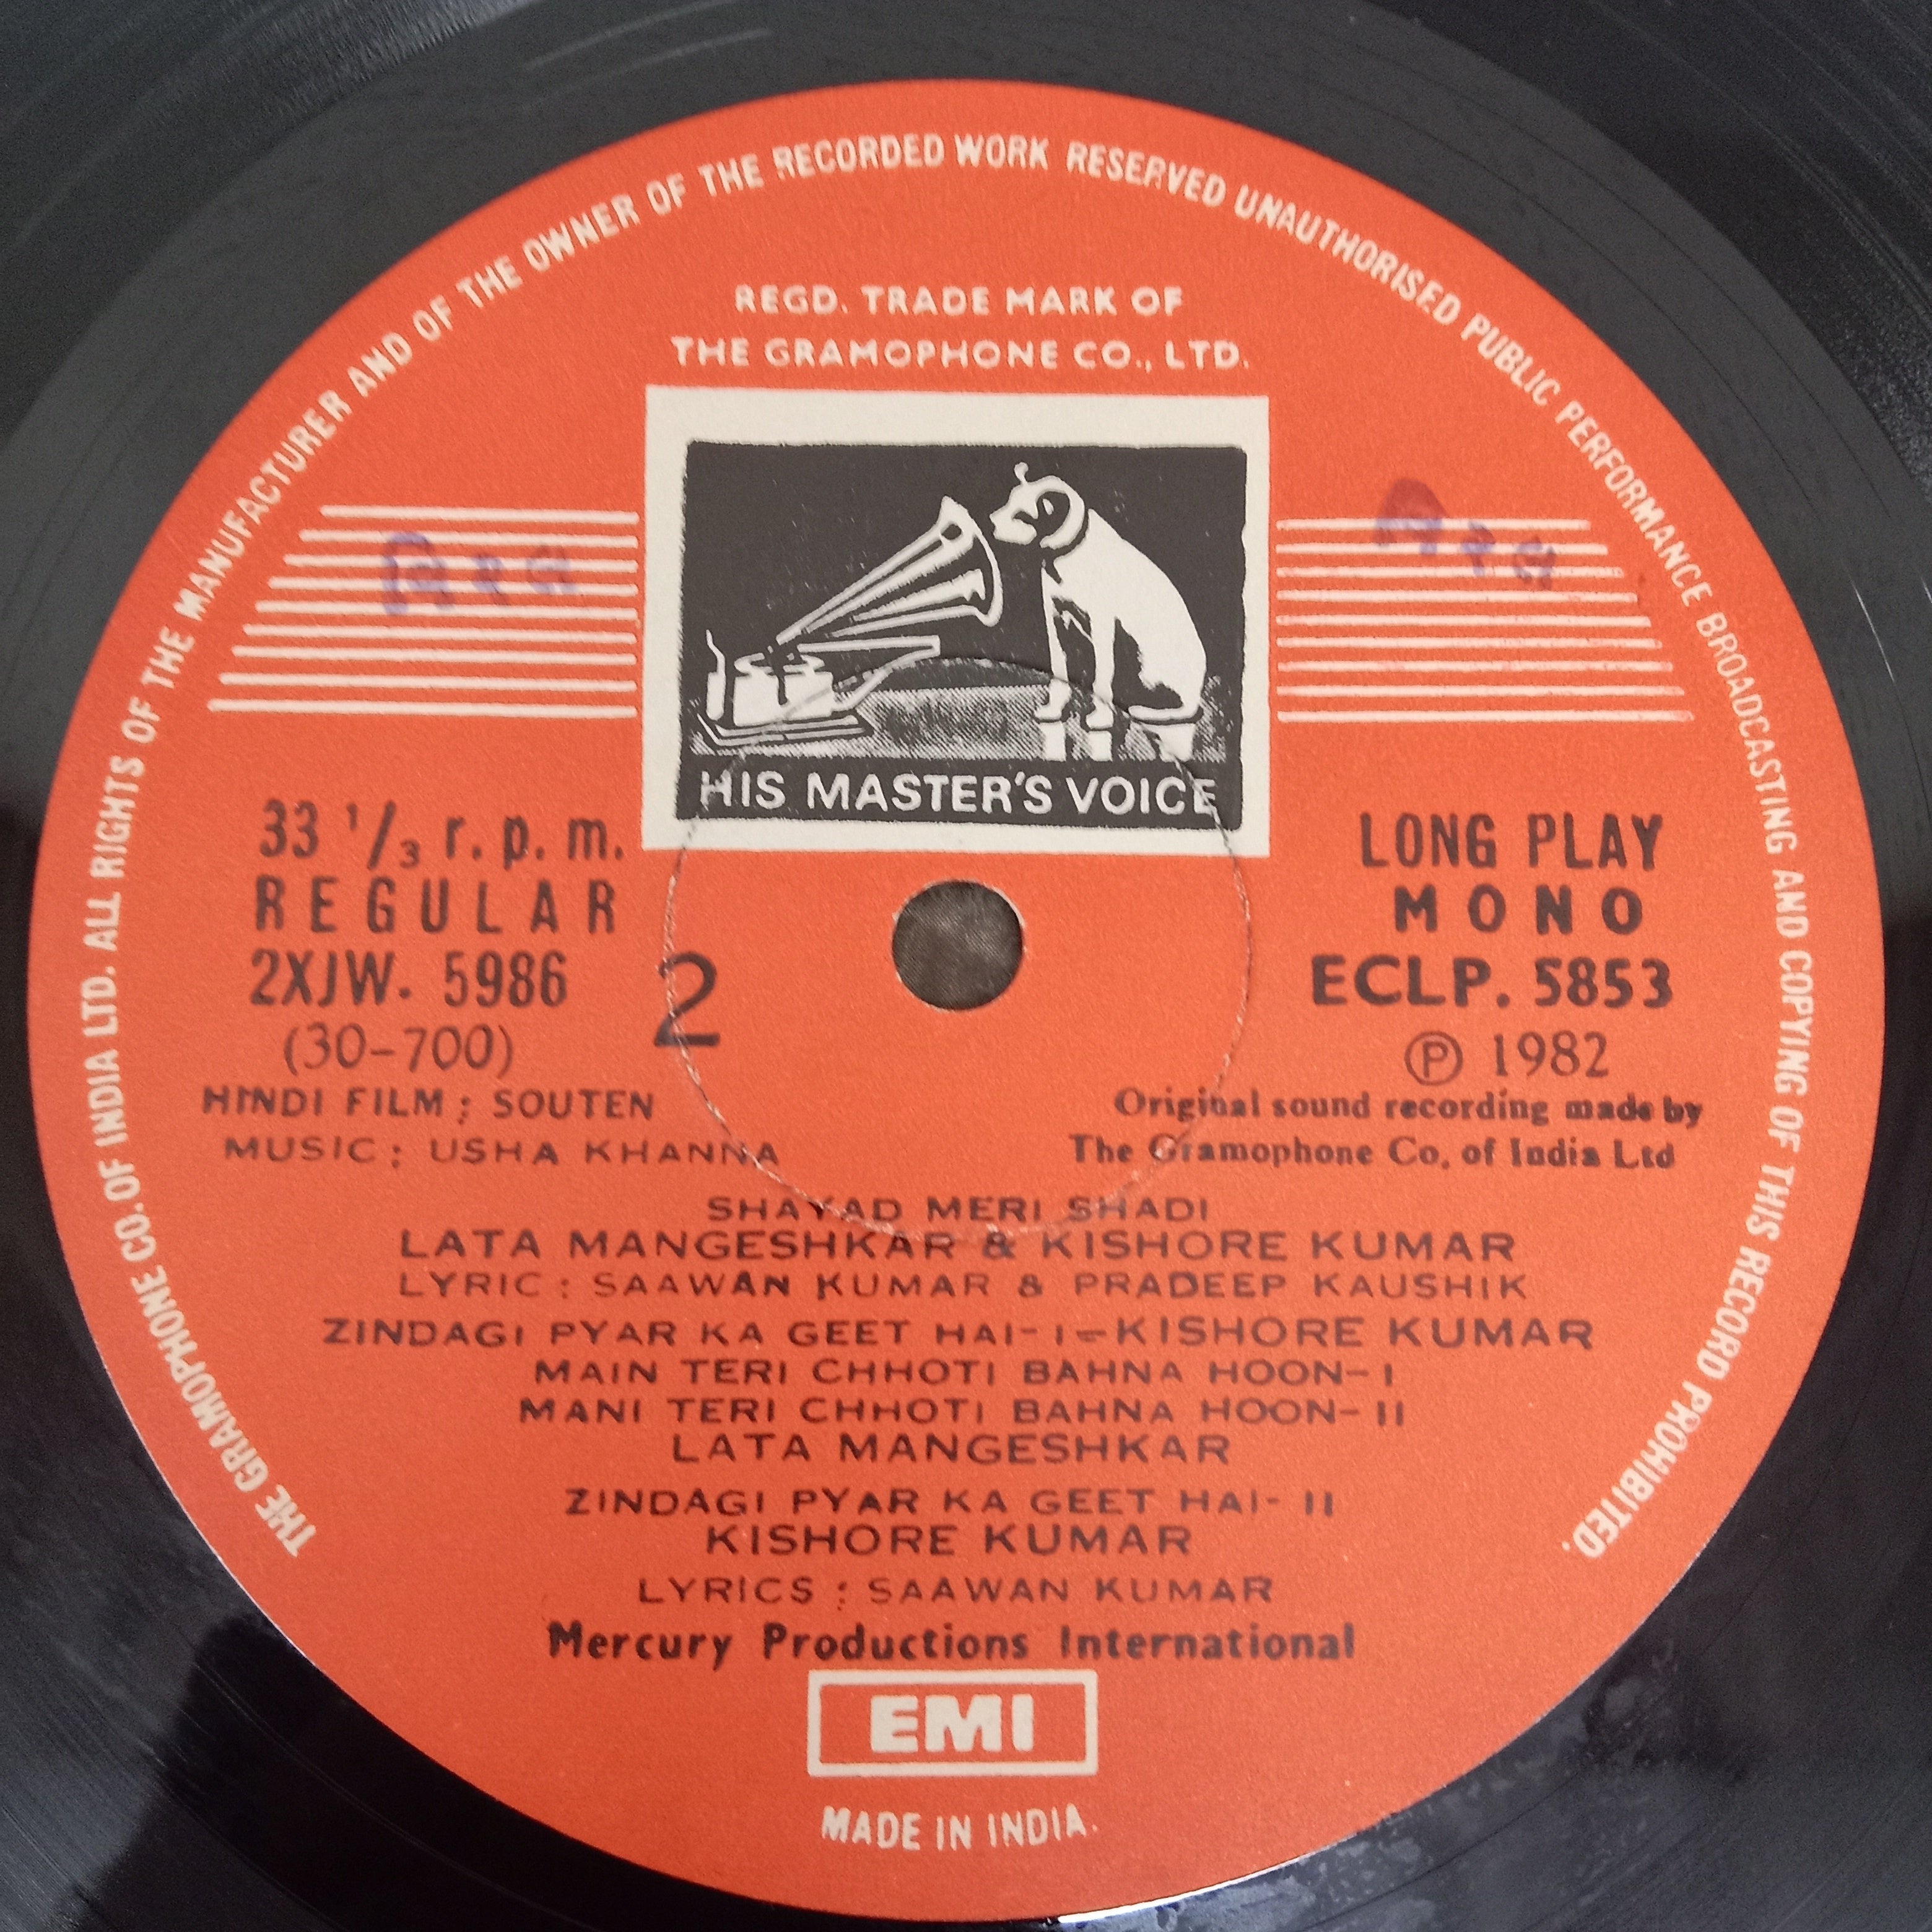 THE GRAMOPHONE CO. OF INDIA LTD. ALL RIGHTS OF THE MANUFACTURER AND OF THE OWNER OF THE RECORDED WORK RESERVED UNAUTHORISED PUBLIC PERFORMANCE BROADCASTING AND COPYING OF THIS RECORD PROHIBITED.
REGD. TRADE MARK OF
THE GRAMOPHONE CO., LTD.
HIS MASTER'S VOICE
33 1/3 r.p.m.
REGULAR
2XJW. 5986
(30-700)
2
LONG PLAY
MONO
ECLP. 5853
Ⓟ 1982
HINDI FILM : SOUTEN
MUSIC : USHA KHANNA
Original sound recording made by
The Gramophone Co, of India Ltd
SHAYAD MERI SHADI
LATA MANGESHKAR & KISHORE KUMAR
LYRIC : SAAWAN KUMAR & PRADEEP KAUSHIK
ZINDAGI PYAR KA GEET HAI-I-KISHORE KUMAR
MAIN TERI CHHOTI BAHNA HOON-I
MANI TERI CHHOTI BAHNA HOON-II
LATA MANGESHKAR
ZINDAGI PYAR KA GEET HAI-II
KISHORE KUMAR
LYRICS : SAAWAN KUMAR
Mercury Productions International
EMI
MADE IN INDIA.